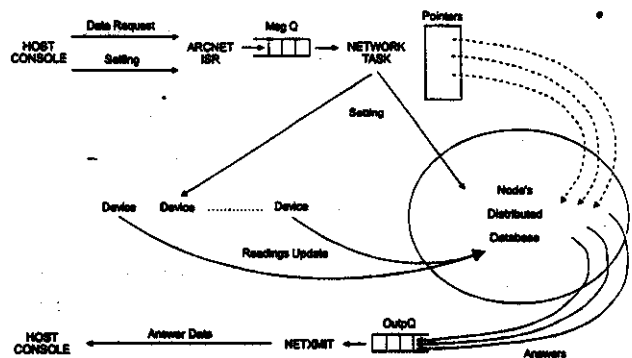 Data Request
Msg Q
Pointers
HOST
CONSOLE
ARCNET
ISR
NETWORK
TASK
Setting
Setting
Node's
Distributed
Database
Device
Device
Device
Readings Update
OutpQ
HOST
CONSOLE
Answer Data
NETXMIT
Answers